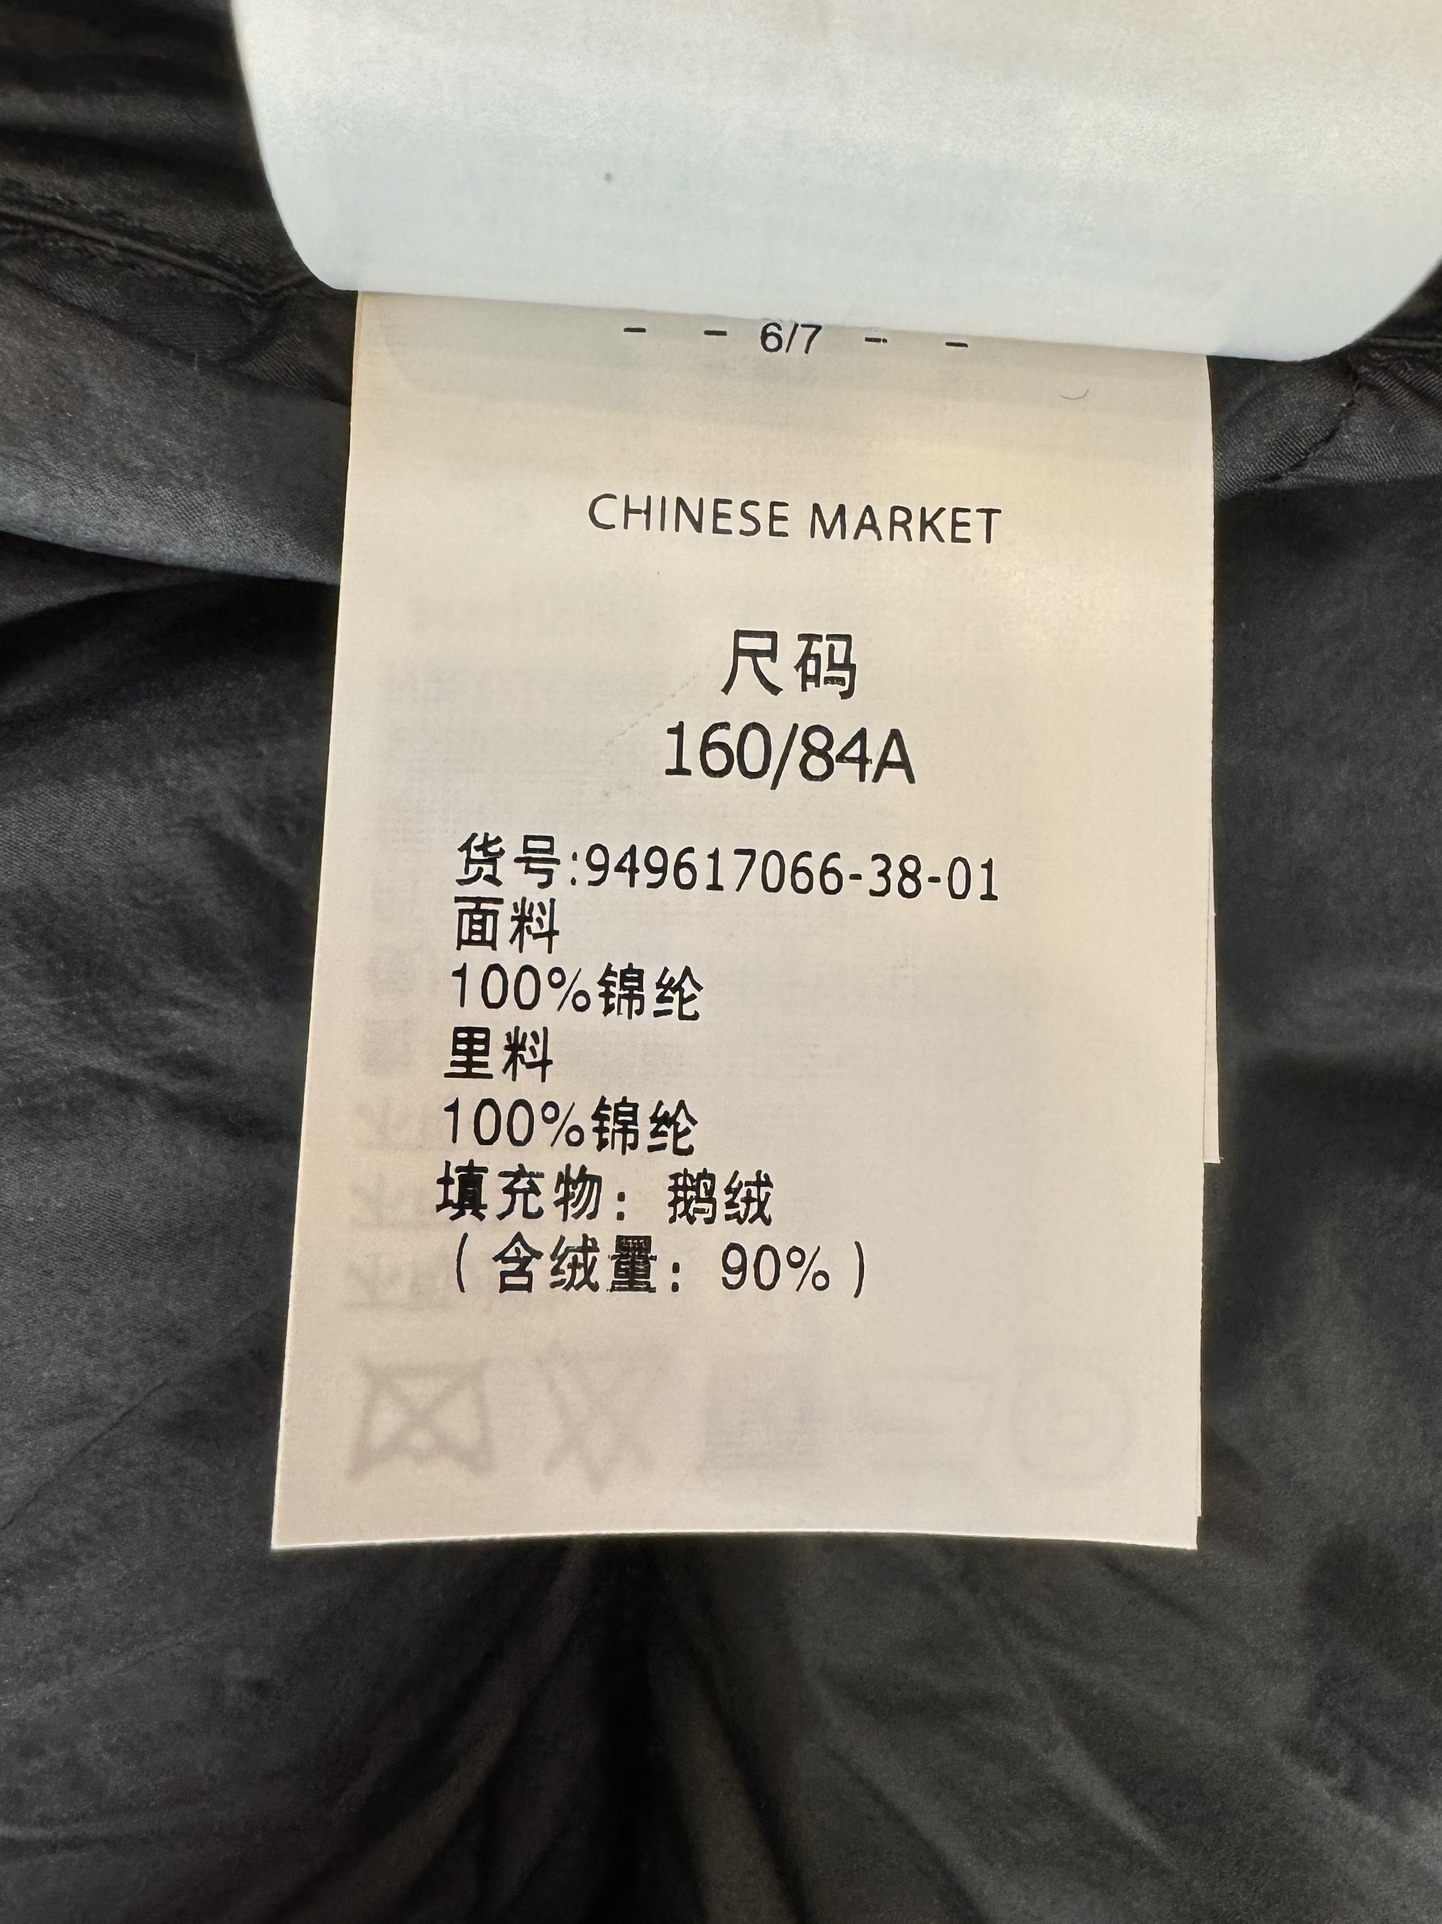 - - 6/7 - -
CHINESE MARKET
尺码
160/84A
货号:949617066-38-01
面料
100%锦纶
里料
100%锦纶
填充物：鹅绒
（含绒量：90%）